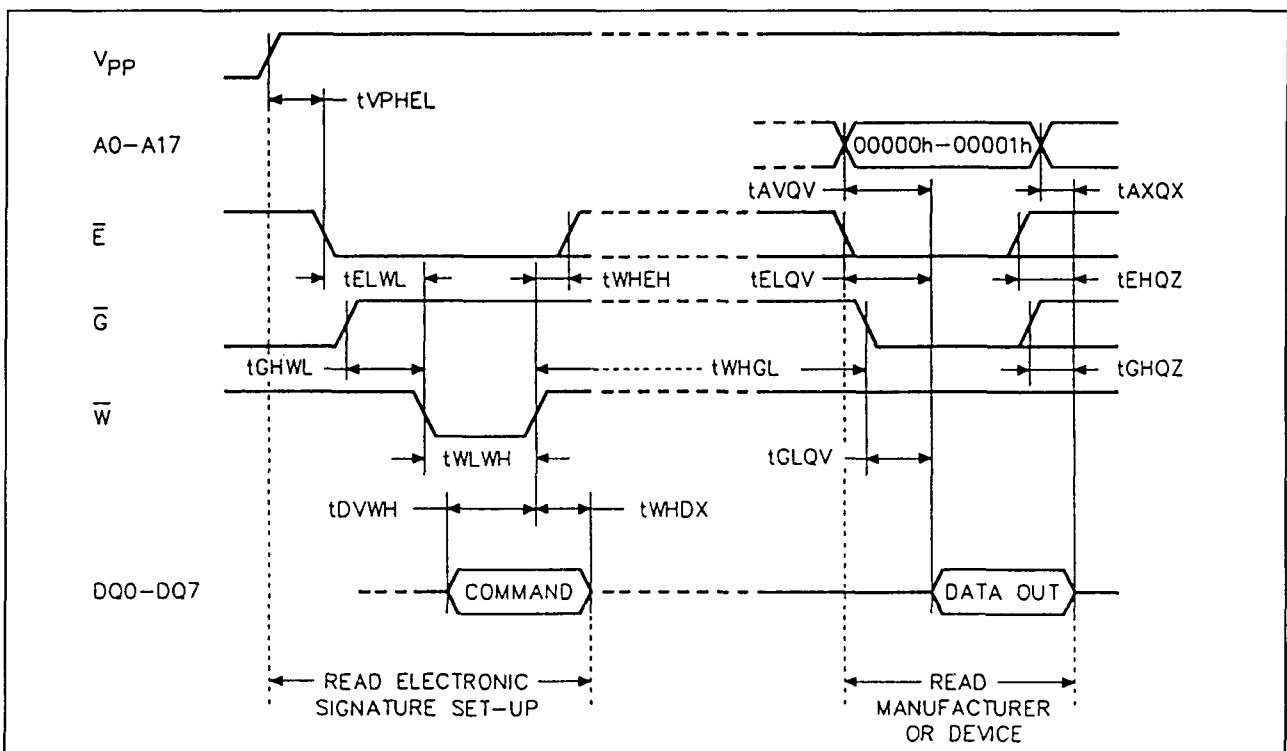 VPP
tVPHEL
A0-A17
00000h-00001h
tAVQV
tAXQX
E
tELWL
tWHEH
tELQV
tEHQZ
G
tGHWL
tWHGL
tGHQZ
W
tWLWH
tGLQV
tDVWH
tWHDX
DQ0-DQ7
COMMAND
DATA OUT
READ ELECTRONIC
SIGNATURE SET-UP
READ
MANUFACTURER
OR DEVICE